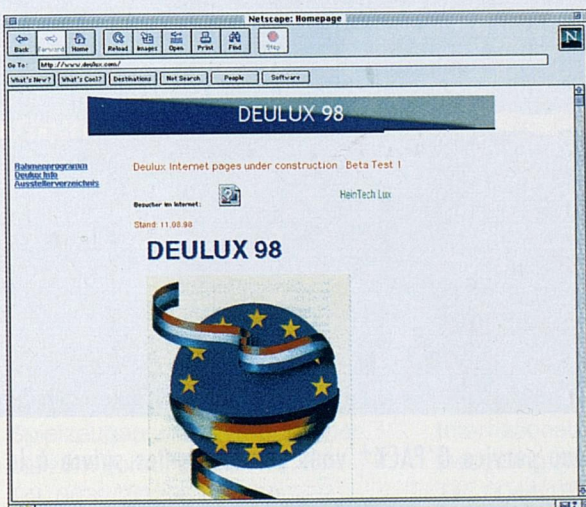 Netscape: Homepage
Back Forward Home Reload Images Open Print Find Stop
N
Go To: http://www.deulux.com/
What's New? What's Cool? Destinations Net Search People Software
DEULUX 98
Rahmenprogramm
Deulux Info
Ausstellerverzeichnis
Deulux Internet pages under construction Beta Test 1
Besucher im Internet:
HeinTech Lux
Stand: 11.08.98
DEULUX 98